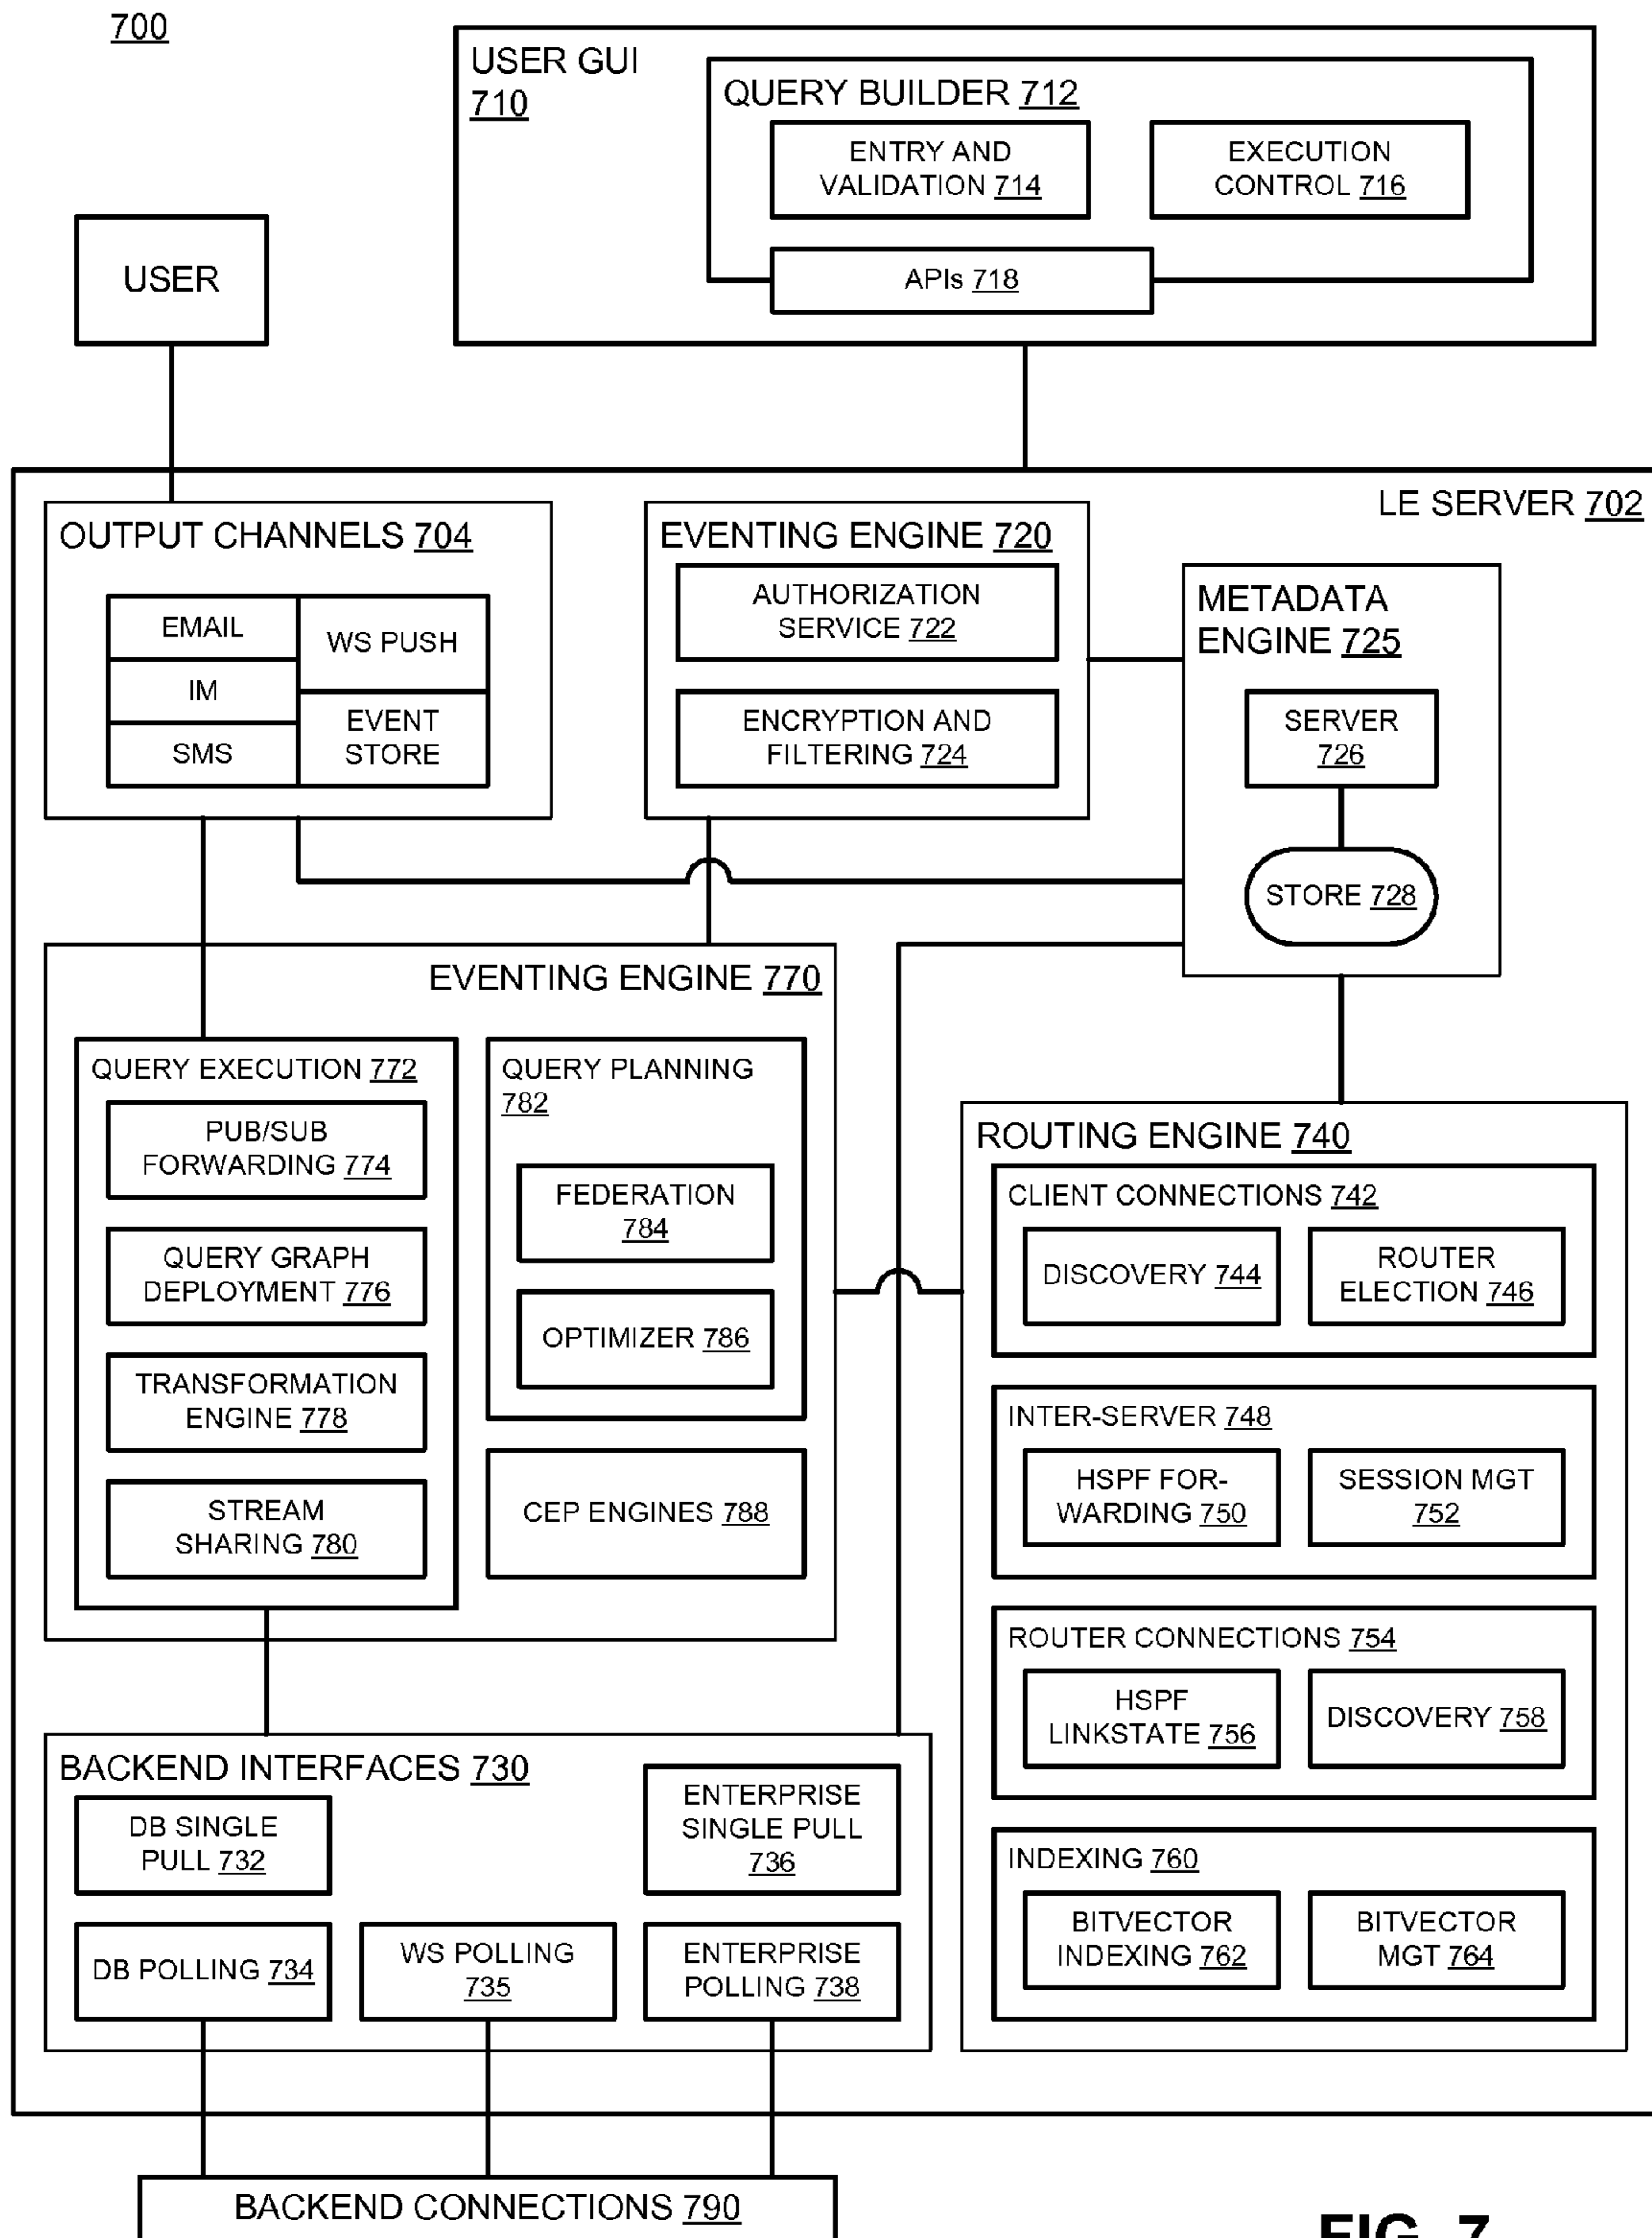 700
USER GUI
710
QUERY BUILDER 712
ENTRY AND
VALIDATION 714
EXECUTION
CONTROL 716
APIs 718
USER
LE SERVER 702
OUTPUT CHANNELS 704
EMAIL
IM
SMS
WS PUSH
EVENT
STORE
EVENTING ENGINE 720
AUTHORIZATION
SERVICE 722
ENCRYPTION AND
FILTERING 724
METADATA
ENGINE 725
SERVER
726
STORE 728
EVENTING ENGINE 770
QUERY EXECUTION 772
PUB/SUB
FORWARDING 774
QUERY GRAPH
DEPLOYMENT 776
TRANSFORMATION
ENGINE 778
STREAM
SHARING 780
QUERY PLANNING
782
FEDERATION
784
OPTIMIZER 786
CEP ENGINES 788
ROUTING ENGINE 740
CLIENT CONNECTIONS 742
DISCOVERY 744
ROUTER
ELECTION 746
INTER-SERVER 748
HSPF FOR-
WARDING 750
SESSION MGT
752
ROUTER CONNECTIONS 754
HSPF
LINKSTATE 756
DISCOVERY 758
INDEXING 760
BITVECTOR
INDEXING 762
BITVECTOR
MGT 764
BACKEND INTERFACES 730
DB SINGLE
PULL 732
ENTERPRISE
SINGLE PULL
736
DB POLLING 734
WS POLLING
735
ENTERPRISE
POLLING 738
BACKEND CONNECTIONS 790
FIG. 7